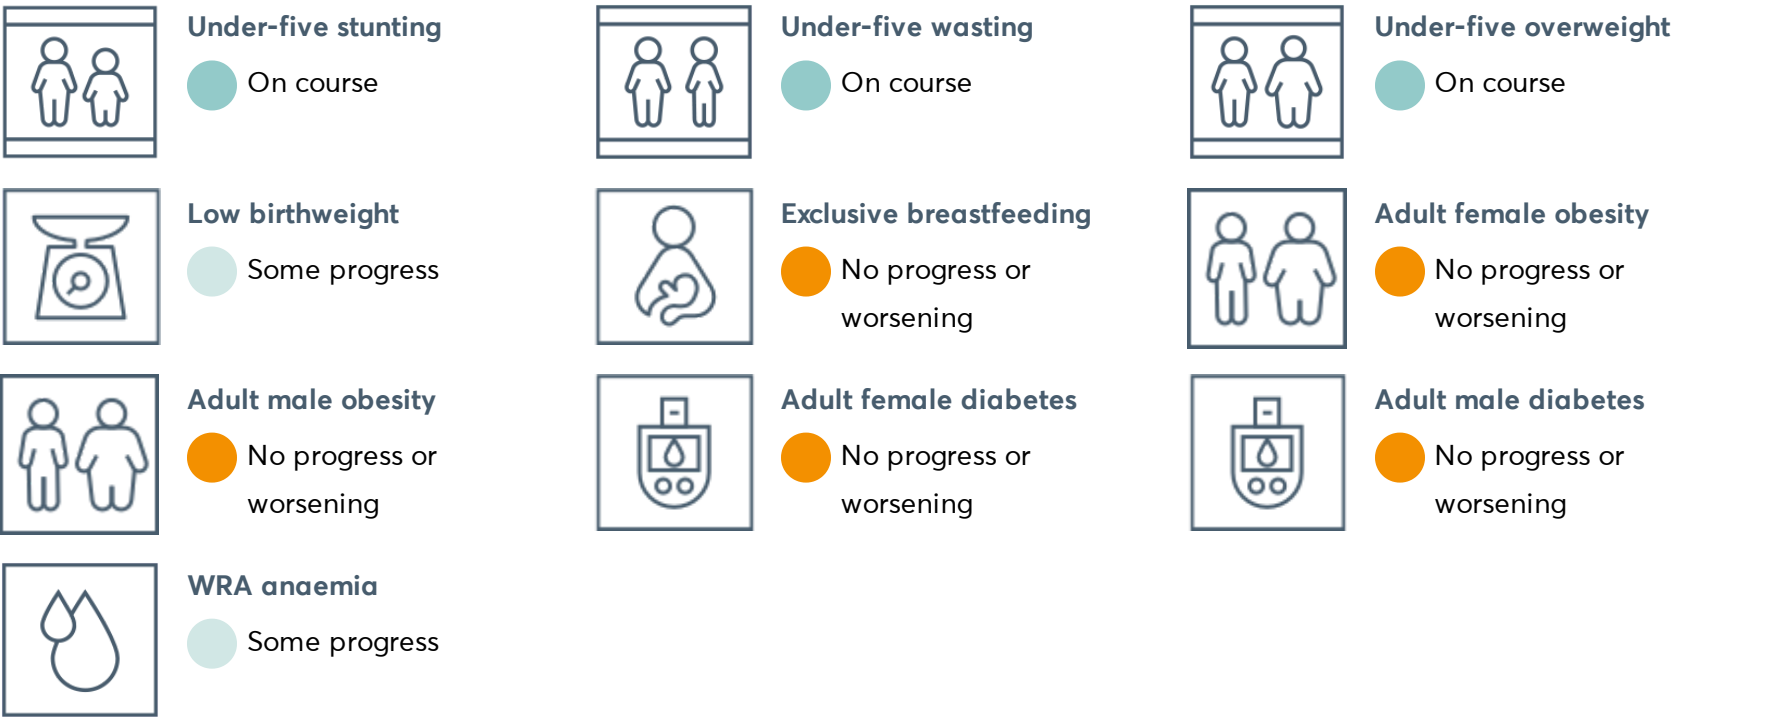 Under-five stunting
On course
Under-five wasting
On course
Under-five overweight
On course
Low birthweight
Some progress
Exclusive breastfeeding
No progress or
worsening
Adult female obesity
No progress or
worsening
Adult male obesity
No progress or
worsening
Adult female diabetes
No progress or
worsening
Adult male diabetes
No progress or
worsening
WRA anaemia
Some progress